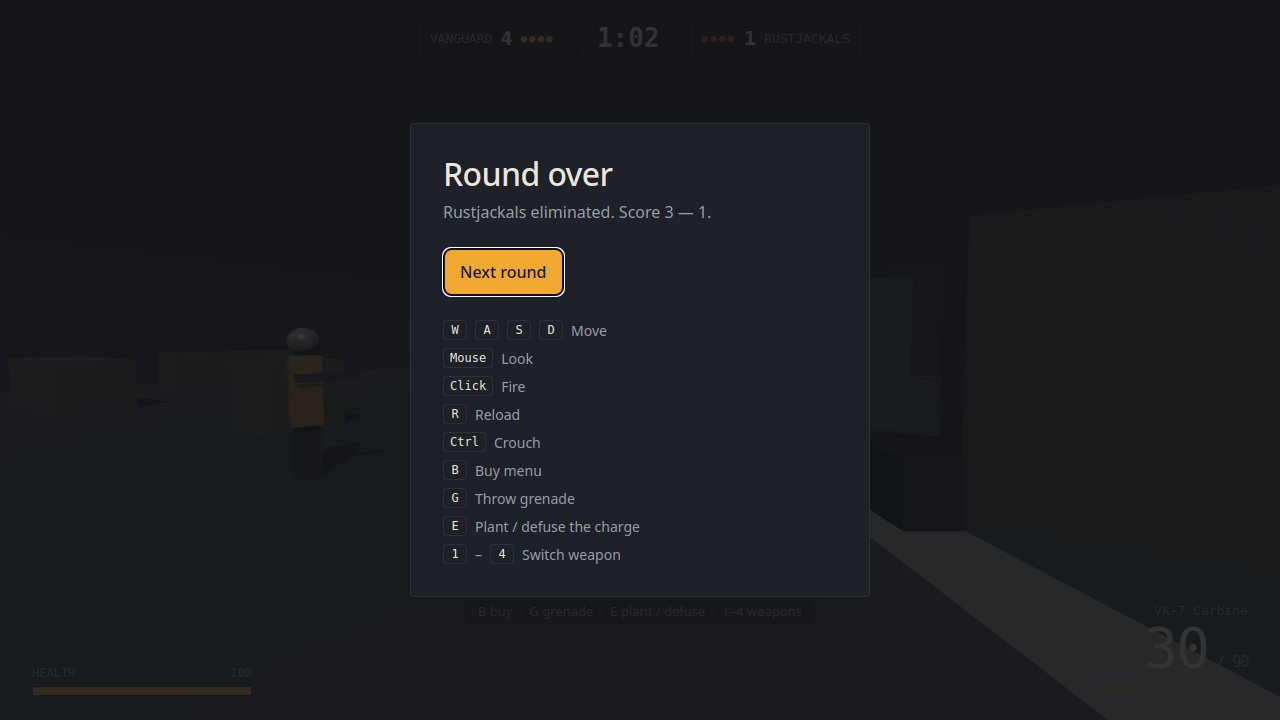 VANGUARD 4
1:02
1 RUSTJACKALS
Round over
Rustjackals eliminated. Score 3 — 1.
Next round
W A S D Move
Mouse Look
Click Fire
R Reload
Ctrl Crouch
B Buy menu
G Throw grenade
E Plant / defuse the charge
1 – 4 Switch weapon
B buy · G grenade · E plant / defuse · 1–4 weapons
VK-7 Carbine
30 / 90
HEALTH 100
$2450